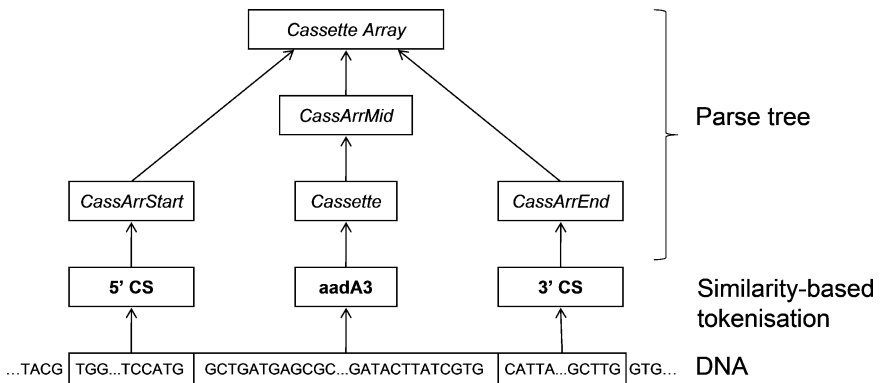 Cassette Array
CassArrMid
Parse tree
CassArrStart
Cassette
CassArrEnd
5' CS
aadA3
3' CS
Similarity-based
tokenisation
...TACG TGG...TCCATG GCTGATGAGCGC...GATACTTATCGTG CATTA...GCTTG GTG... DNA